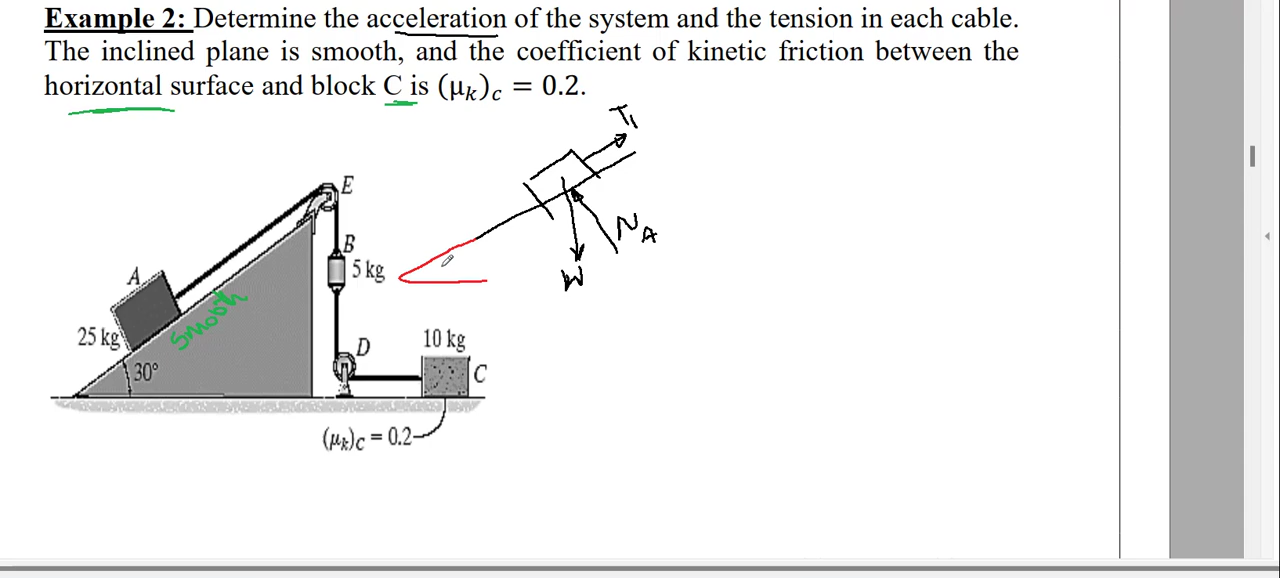 Example 2: Determine the acceleration of the system and the tension in each cable.
The inclined plane is smooth, and the coefficient of kinetic friction between the
horizontal surface and block C is (μk)c = 0.2.
T1
E
B
NA
A
5 kg
W
Smooth
25 kg
10 kg
D
30°
C
(μk)C = 0.2